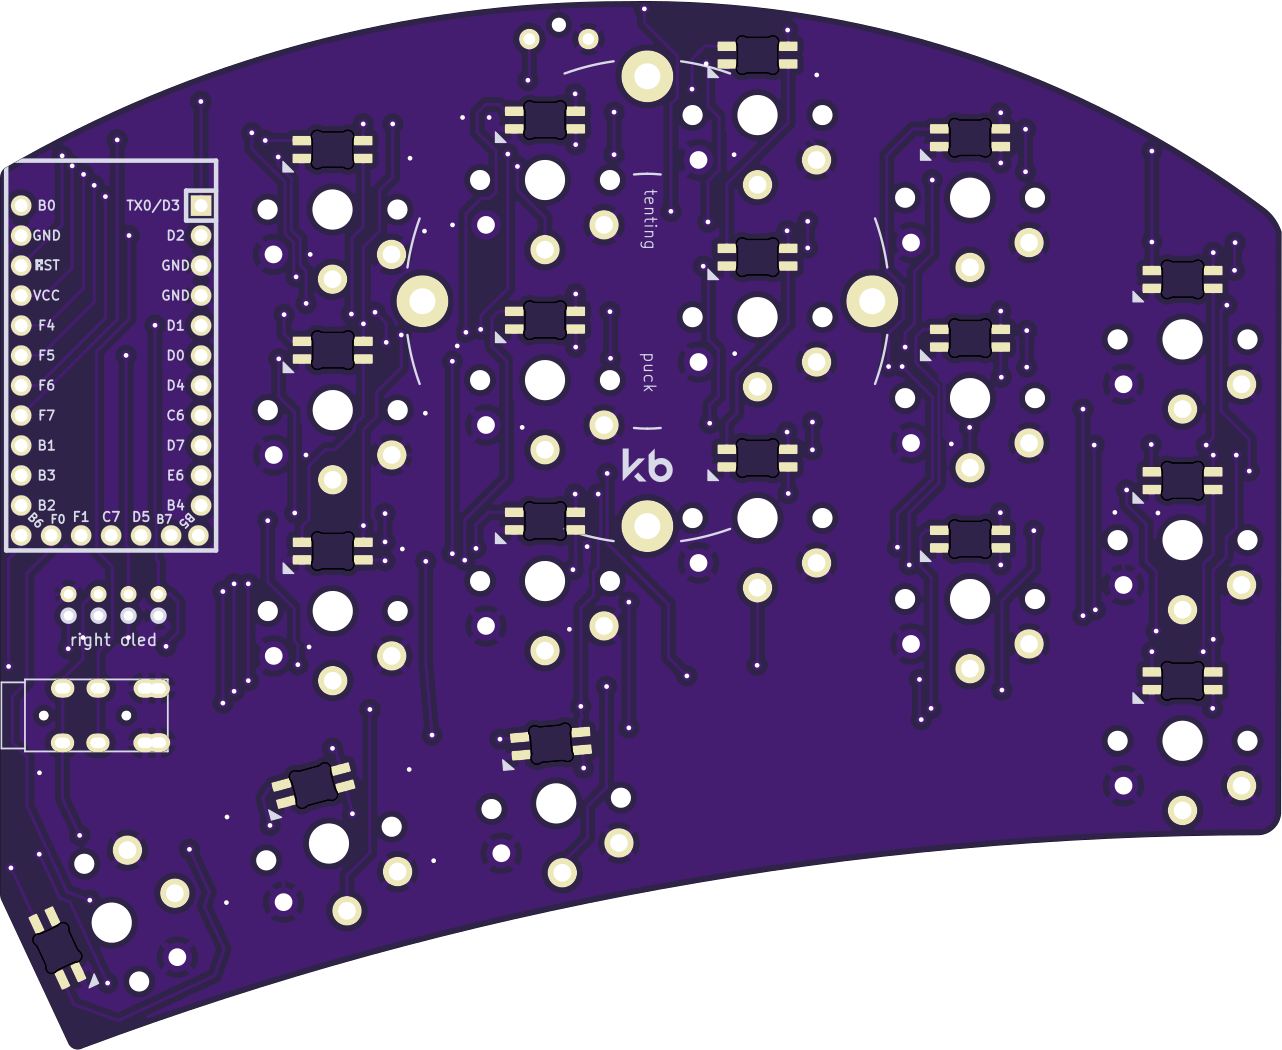 tenting
puck
kb
TX0/D3
D2
GND
GND
D1
D0
D4
C6
D7
E6
B4
B0
GND
RST
VCC
F4
F5
F6
F7
B1
B3
B2
B6 F0 F1 C7 D5 B7 B5
right oled